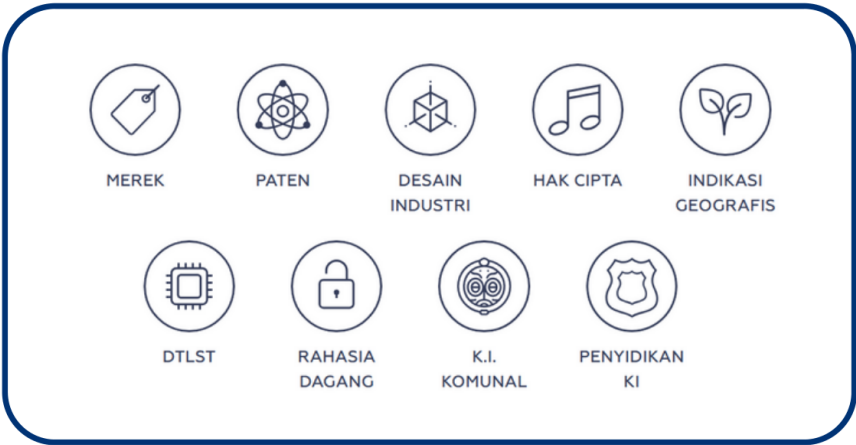 MEREK
PATEN
DESAIN
INDUSTRI
HAK CIPTA
INDIKASI
GEOGRAFIS
DTLST
RAHASIA
DAGANG
K.I.
KOMUNAL
PENYIDIKAN
KI